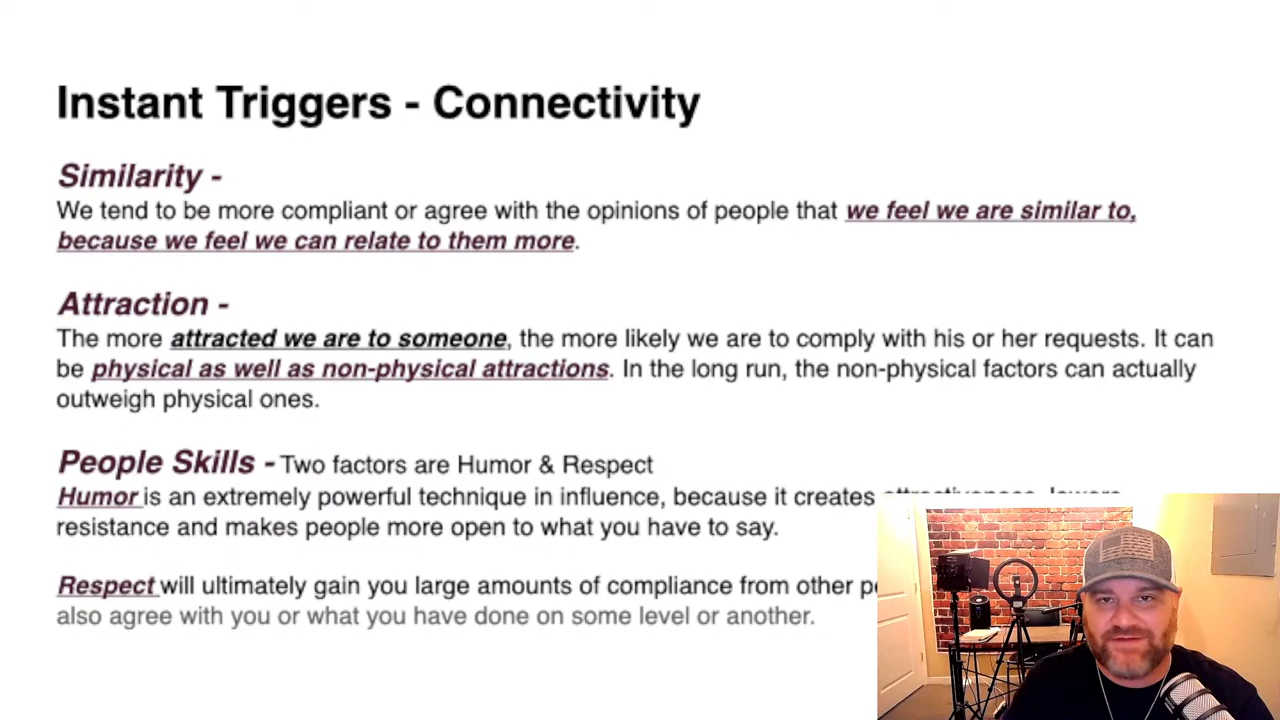 Instant Triggers - Connectivity
Similarity -
We tend to be more compliant or agree with the opinions of people that we feel we are similar to,
because we feel we can relate to them more.
Attraction -
The more attracted we are to someone, the more likely we are to comply with his or her requests. It can
be physical as well as non-physical attractions. In the long run, the non-physical factors can actually
outweigh physical ones.
People Skills - Two factors are Humor & Respect
Humor is an extremely powerful technique in influence, because it creates attractiveness, lowers
resistance and makes people more open to what you have to say.
Respect will ultimately gain you large amounts of compliance from other
also agree with you or what you have done on some level or another.